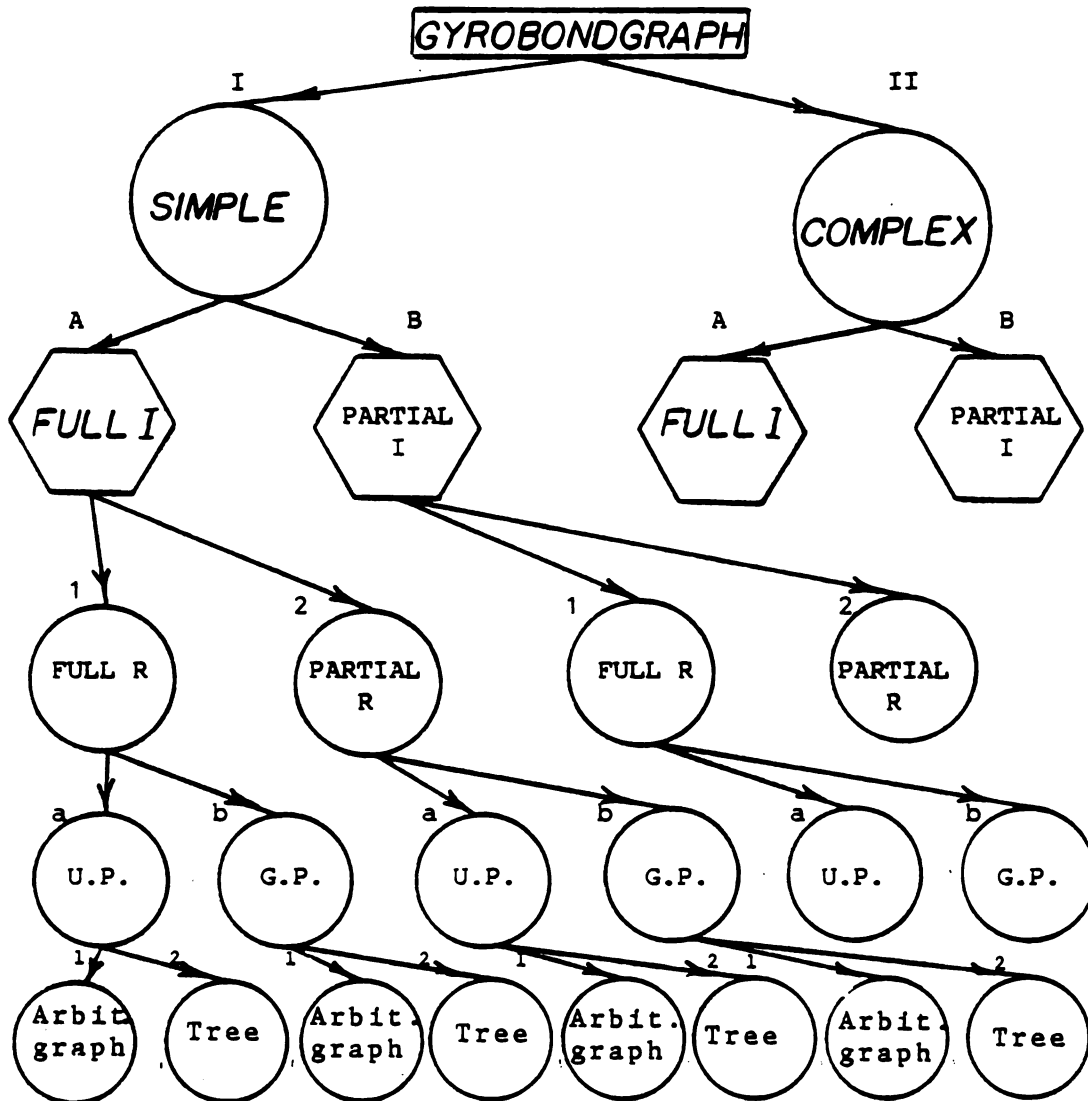 GYROBONDGRAPH
I II
SIMPLE COMPLEX
A B A B
FULL I PARTIAL I FULL I PARTIAL I
1 2 1 2
FULL R PARTIAL R FULL R PARTIAL R
a b a b a b
U.P. G.P. U.P. G.P. U.P. G.P.
1 2 1 2 1 2 1 2
Arbit. graph Tree Arbit. graph Tree Arbit. graph Tree Arbit. graph Tree